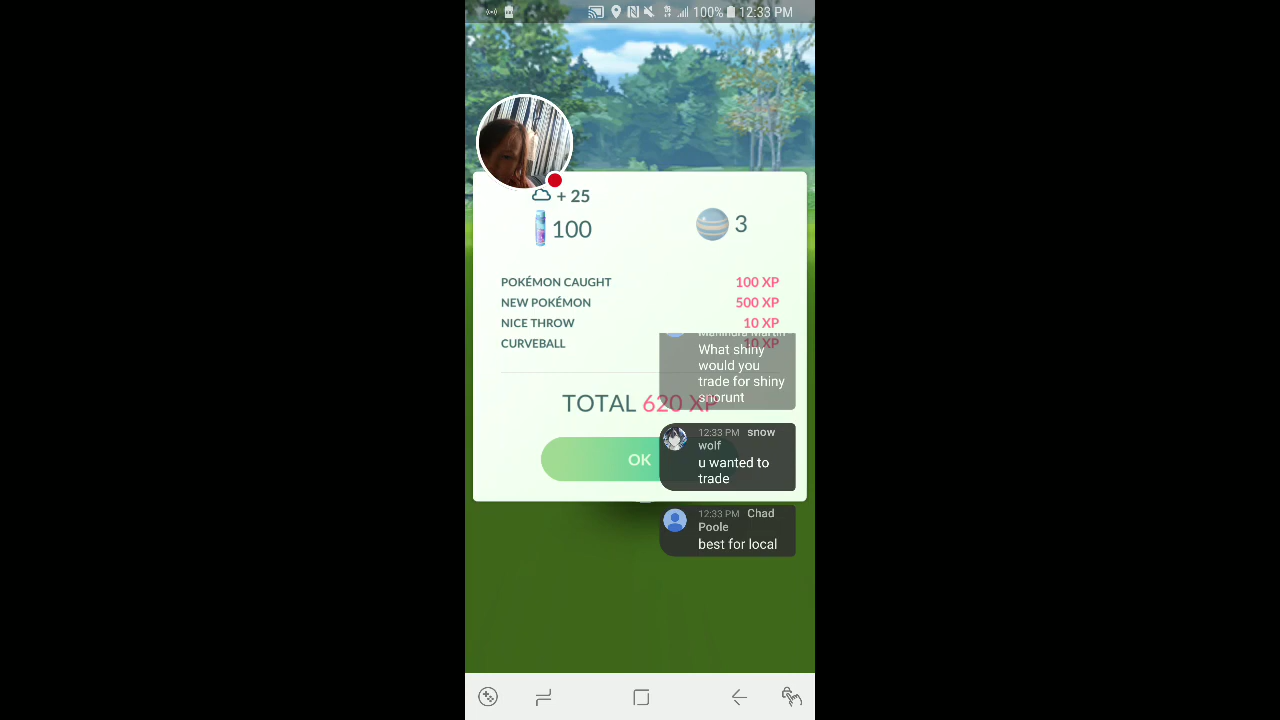 100% 12:33 PM
+ 25
100
3
POKÉMON CAUGHT 100 XP
NEW POKÉMON 500 XP
NICE THROW 10 XP
CURVEBALL 10 XP
TOTAL 620 XP
OK
What shiny
would you
trade for shiny
snorunt
12:33 PM snow
wolf
u wanted to
trade
12:33 PM Chad
Poole
best for local